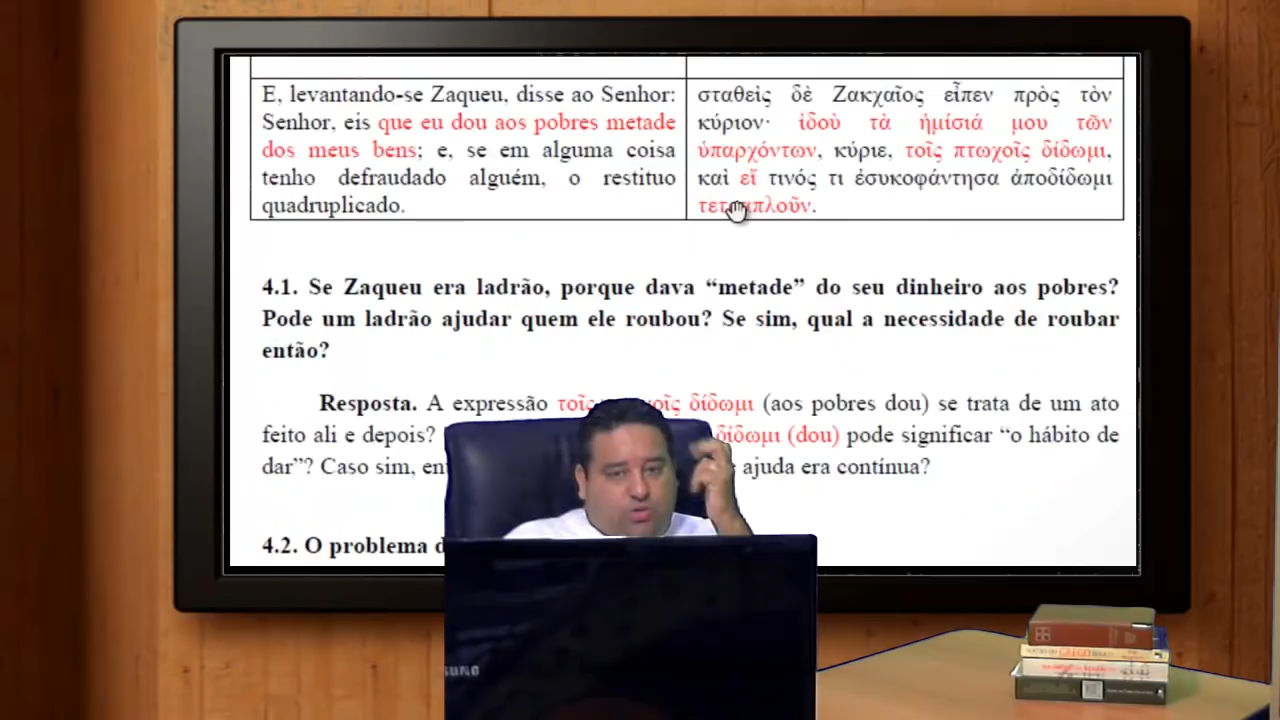 E, levantando-se Zaqueu, disse ao Senhor:
Senhor, eis que eu dou aos pobres metade
dos meus bens; e, se em alguma coisa
tenho defraudado alguém, o restituo
quadruplicado.
σταθεὶς δὲ Ζακχαῖος εἶπεν πρὸς τὸν
κύριον· ἰδοὺ τὰ ἡμίσιά μου τῶν
ὑπαρχόντων, κύριε, τοῖς πτωχοῖς δίδωμι,
καὶ εἴ τινός τι ἐσυκοφάντησα ἀποδίδωμι
τετραπλοῦν.
4.1. Se Zaqueu era ladrão, porque dava “metade” do seu dinheiro aos pobres?
Pode um ladrão ajudar quem ele roubou? Se sim, qual a necessidade de roubar
então?
Resposta. A expressão τοῖς δίδωμι (aos pobres dou) se trata de um ato
feito ali e depois? δίδωμι (dou) pode significar “o hábito de
dar”? Caso sim, ajuda era contínua?
4.2. O problema
GREGO